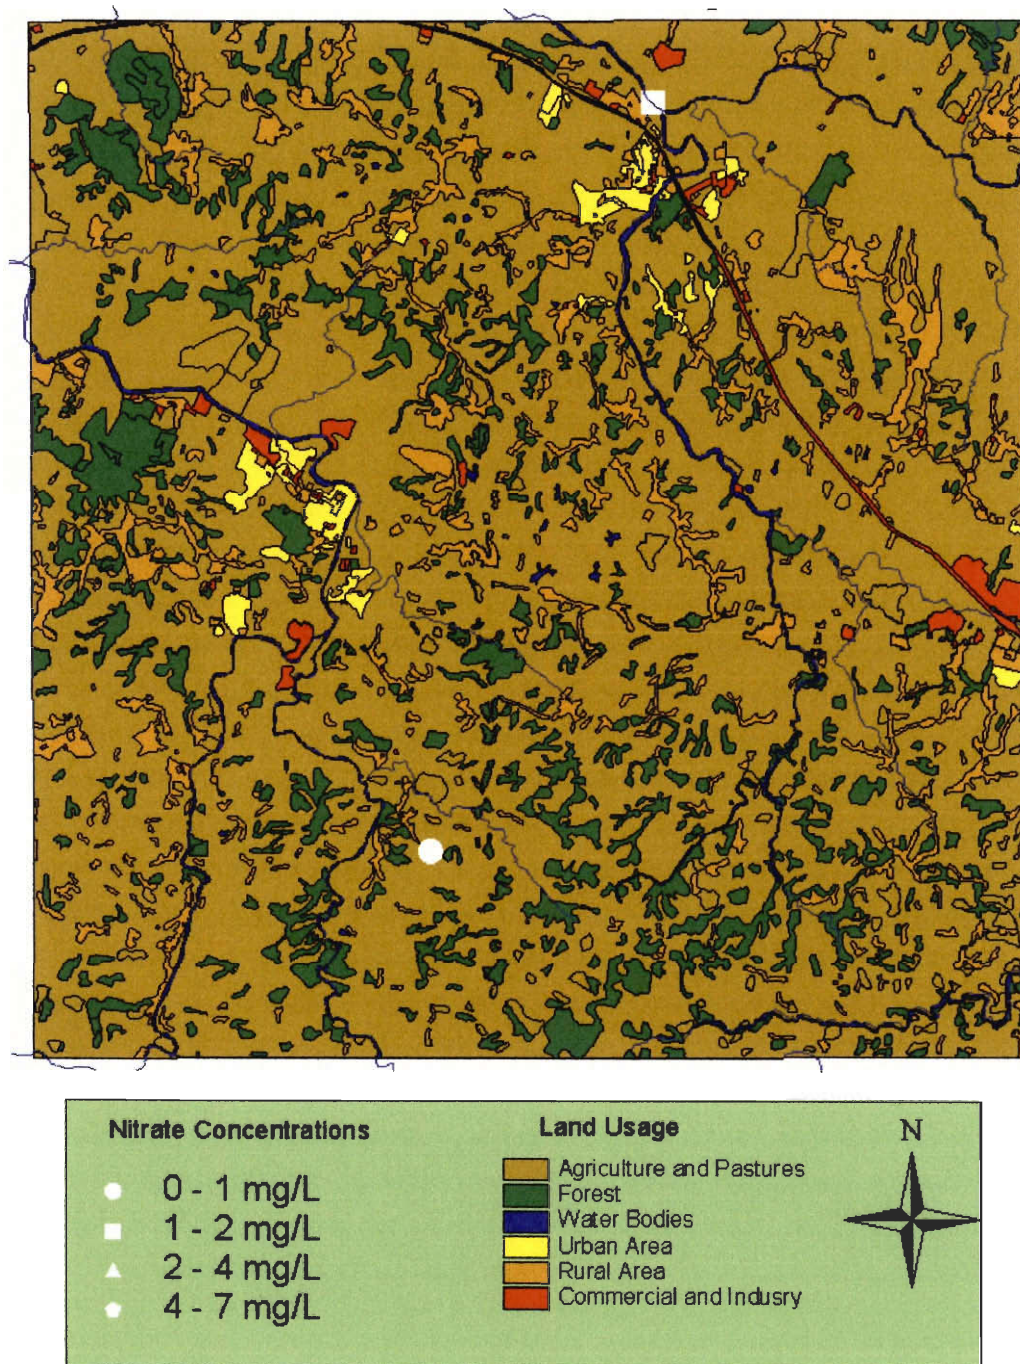 Nitrate Concentrations
0 - 1 mg/L
1 - 2 mg/L
2 - 4 mg/L
4 - 7 mg/L
Land Usage
Agriculture and Pastures
Forest
Water Bodies
Urban Area
Rural Area
Commercial and Indusry
N